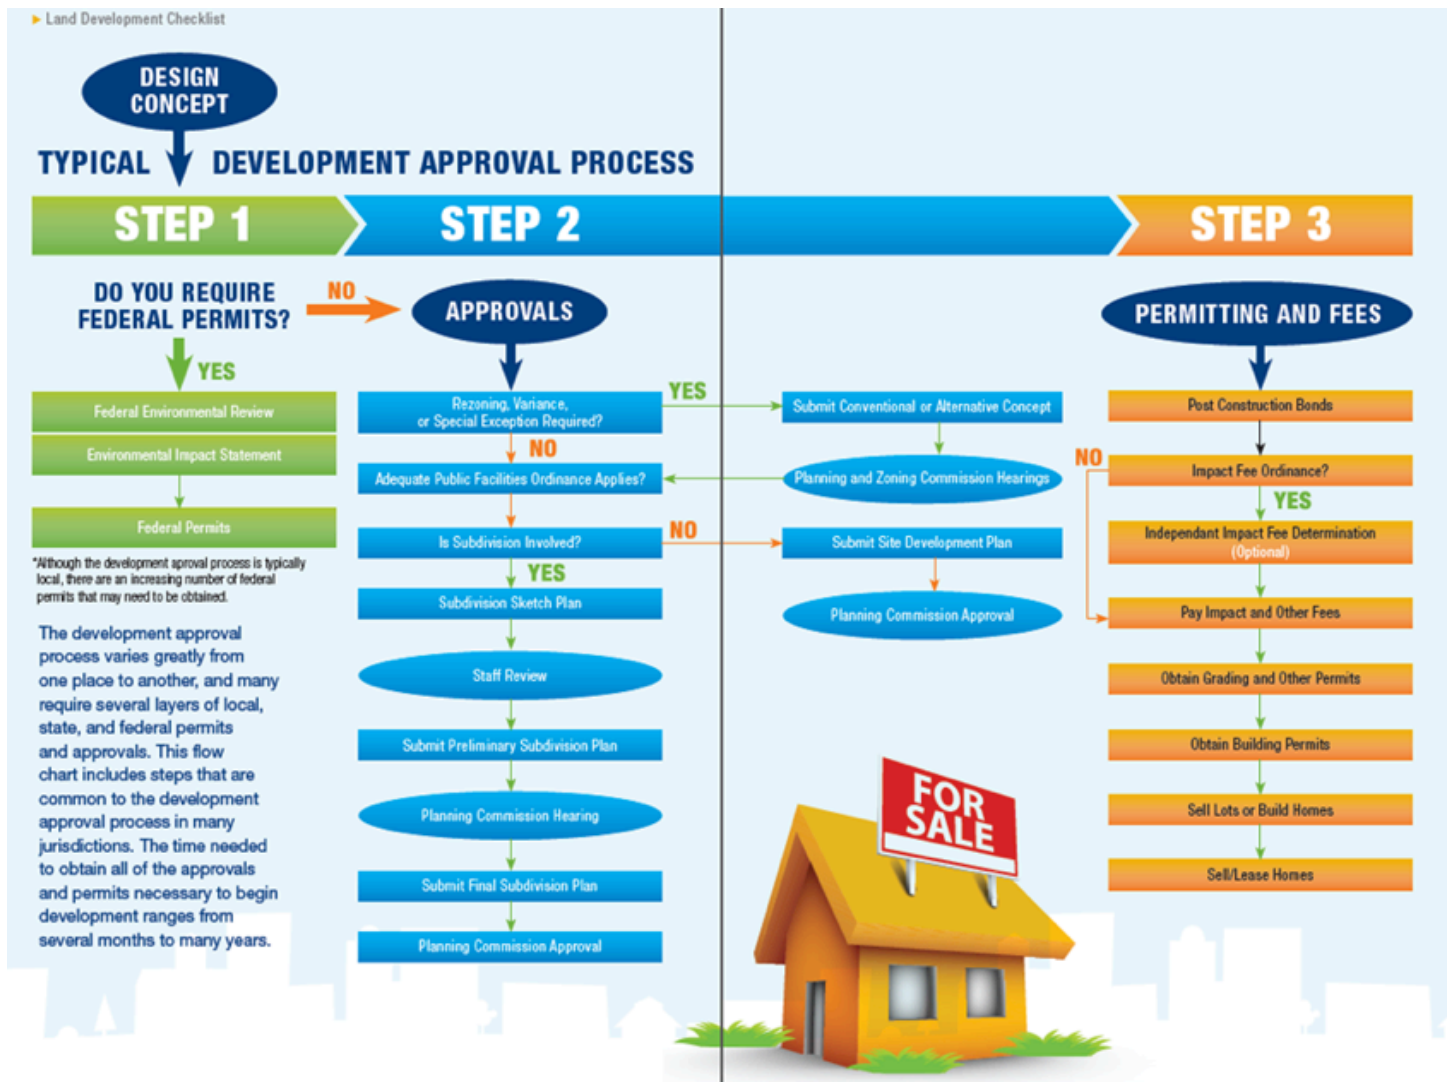 Land Development Checklist
DESIGN
CONCEPT
TYPICAL DEVELOPMENT APPROVAL PROCESS
STEP 1
STEP 2
STEP 3
DO YOU REQUIRE
FEDERAL PERMITS?
NO
YES
Federal Environmental Review
Environmental Impact Statement
Federal Permits
*Although the development aproval process is typically
local, there are an increasing number of federal
permits that may need to be obtained.
The development approval
process varies greatly from
one place to another, and many
require several layers of local,
state, and federal permits
and approvals. This flow
chart includes steps that are
common to the development
approval process in many
jurisdictions. The time needed
to obtain all of the approvals
and permits necessary to begin
development ranges from
several months to many years.
APPROVALS
Rezoning, Variance,
or Special Exception Required?
YES
NO
Adequate Public Facilities Ordinance Applies?
Is Subdivision Involved?
NO
YES
Subdivision Sketch Plan
Staff Review
Submit Preliminary Subdivision Plan
Planning Commission Hearing
Submit Final Subdivision Plan
Planning Commission Approval
Submit Conventional or Alternative Concept
Planning and Zoning Commission Hearings
Submit Site Development Plan
Planning Commission Approval
FOR
SALE
PERMITTING AND FEES
Post Construction Bonds
NO
Impact Fee Ordinance?
YES
Independant Impact Fee Determination
(Optional)
Pay Impact and Other Fees
Obtain Grading and Other Permits
Obtain Building Permits
Sell Lots or Build Homes
Sell/Lease Homes